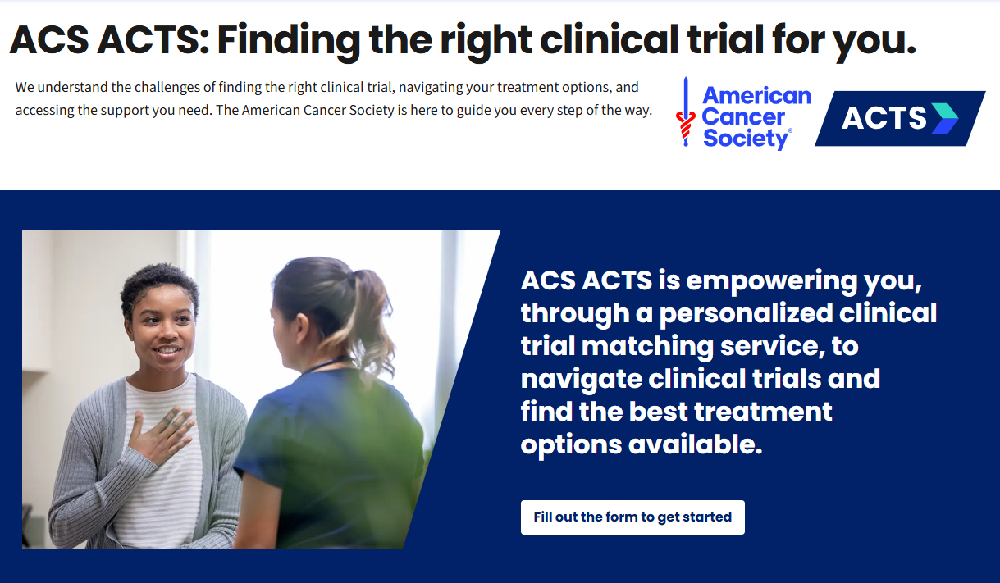 ACS ACTS: Finding the right clinical trial for you.
We understand the challenges of finding the right clinical trial, navigating your treatment options, and
accessing the support you need. The American Cancer Society is here to guide you every step of the way.
American
Cancer
Society®
ACTS
ACS ACTS is empowering you,
through a personalized clinical
trial matching service, to
navigate clinical trials and
find the best treatment
options available.
Fill out the form to get started